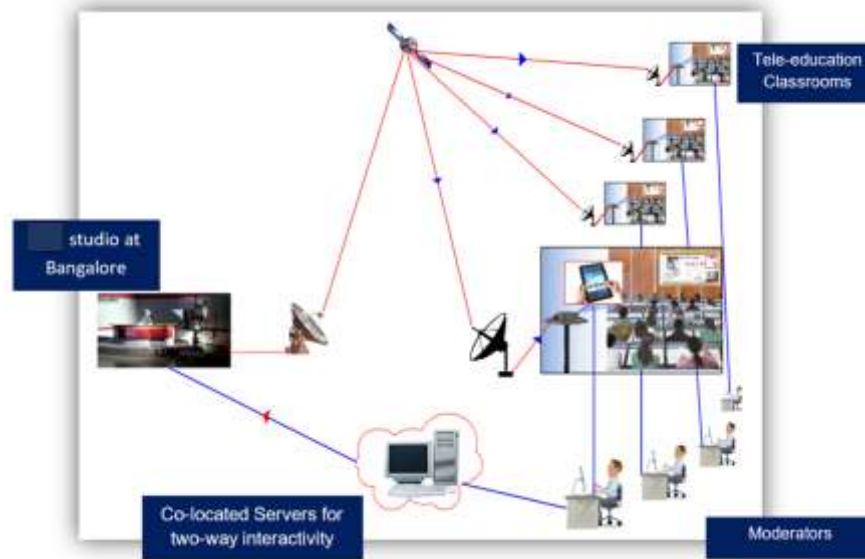 Tele-education
Classrooms
studio at
Bangalore
Co-located Servers for
two-way interactivity
Moderators